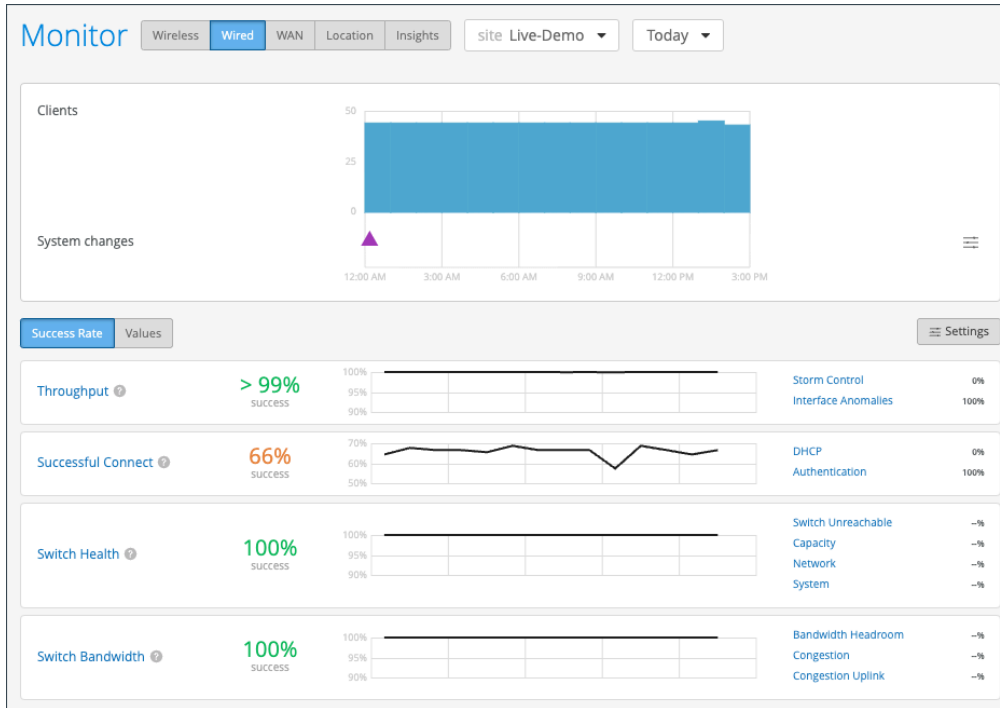 Monitor Wireless Wired WAN Location Insights site Live-Demo Today
Clients
50
25
0
System changes
12:00 AM 3:00 AM 6:00 AM 9:00 AM 12:00 PM 3:00 PM
Success Rate Values Settings
Throughput ? > 99% success
100%
95%
90%
Storm Control 0%
Interface Anomalies 100%
Successful Connect ? 66% success
70%
60%
50%
DHCP 0%
Authentication 100%
Switch Health ? 100% success
100%
95%
90%
Switch Unreachable --%
Capacity --%
Network --%
System --%
Switch Bandwidth ? 100% success
100%
95%
90%
Bandwidth Headroom --%
Congestion --%
Congestion Uplink --%